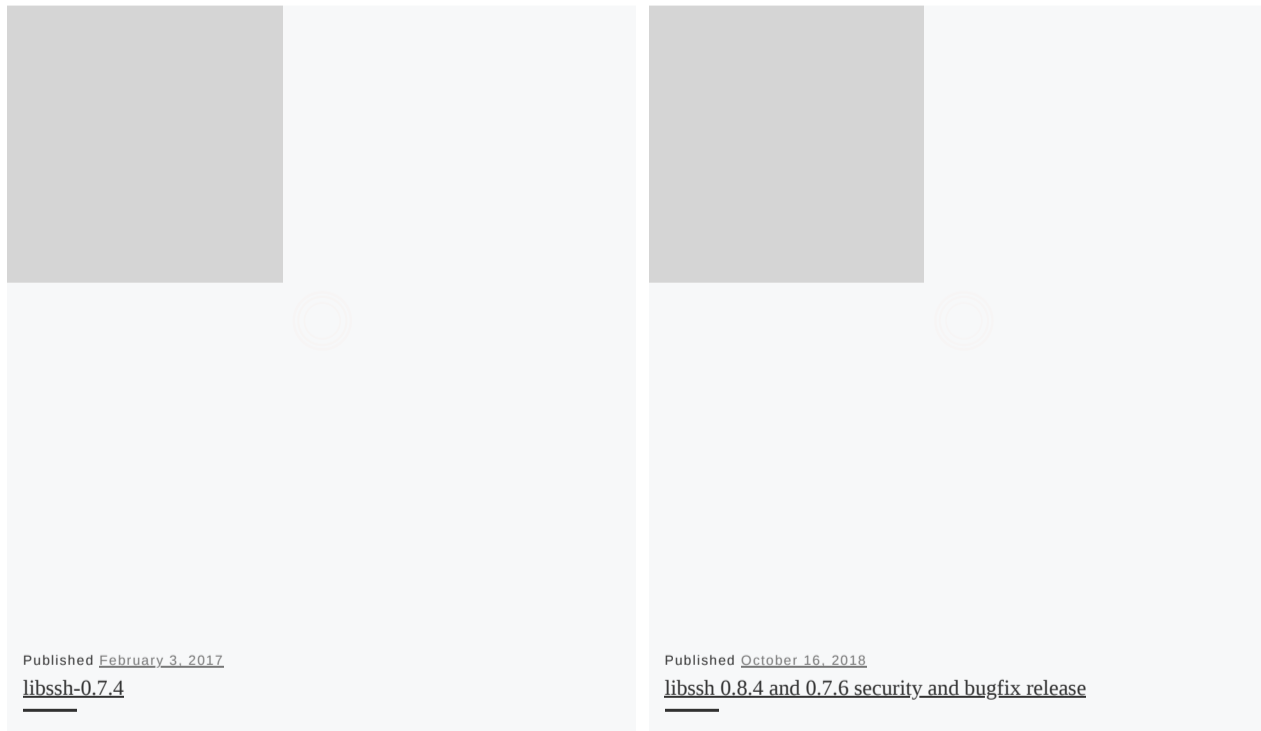 Published February 3, 2017
libssh-0.7.4
Published October 16, 2018
libssh 0.8.4 and 0.7.6 security and bugfix release